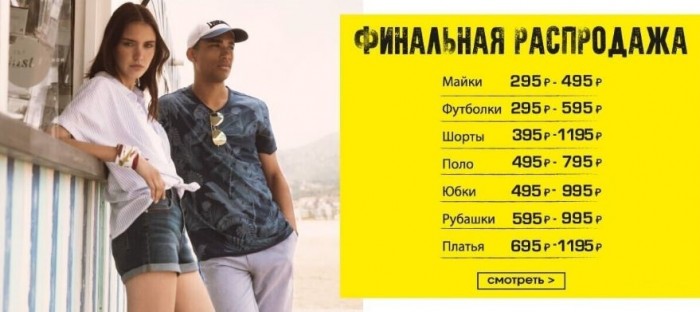 ФИНАЛЬНАЯ РАСПРОДАЖА
Майки 295 ₽ - 495 ₽
Футболки 295 ₽ - 595 ₽
Шорты 395 ₽ -1195 ₽
Поло 495 ₽ - 795 ₽
Юбки 495 ₽ - 995 ₽
Рубашки 595 ₽ - 995 ₽
Платья 695 ₽ -1195 ₽
смотреть >